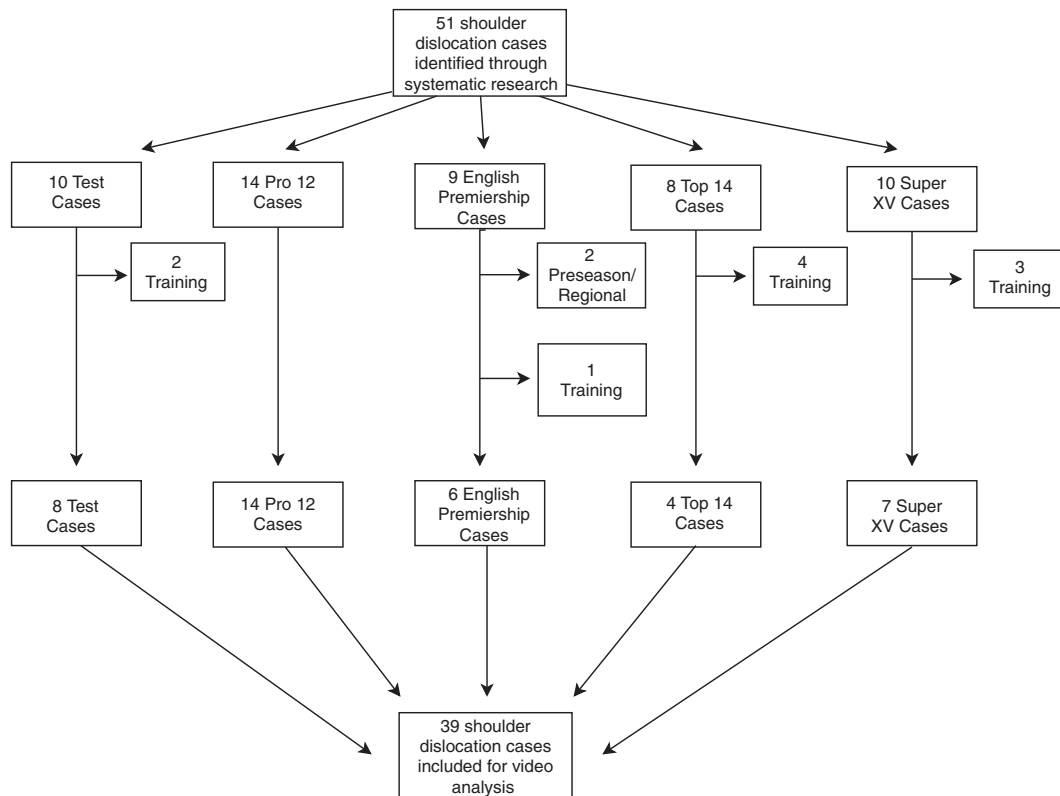 51 shoulder
dislocation cases
identified through
systematic research
10 Test
Cases
14 Pro 12
Cases
9 English
Premiership
Cases
8 Top 14
Cases
10 Super
XV Cases
2
Training
2
Preseason/
Regional
4
Training
3
Training
1
Training
8 Test
Cases
14 Pro 12
Cases
6 English
Premiership
Cases
4 Top 14
Cases
7 Super
XV Cases
39 shoulder
dislocation cases
included for video
analysis